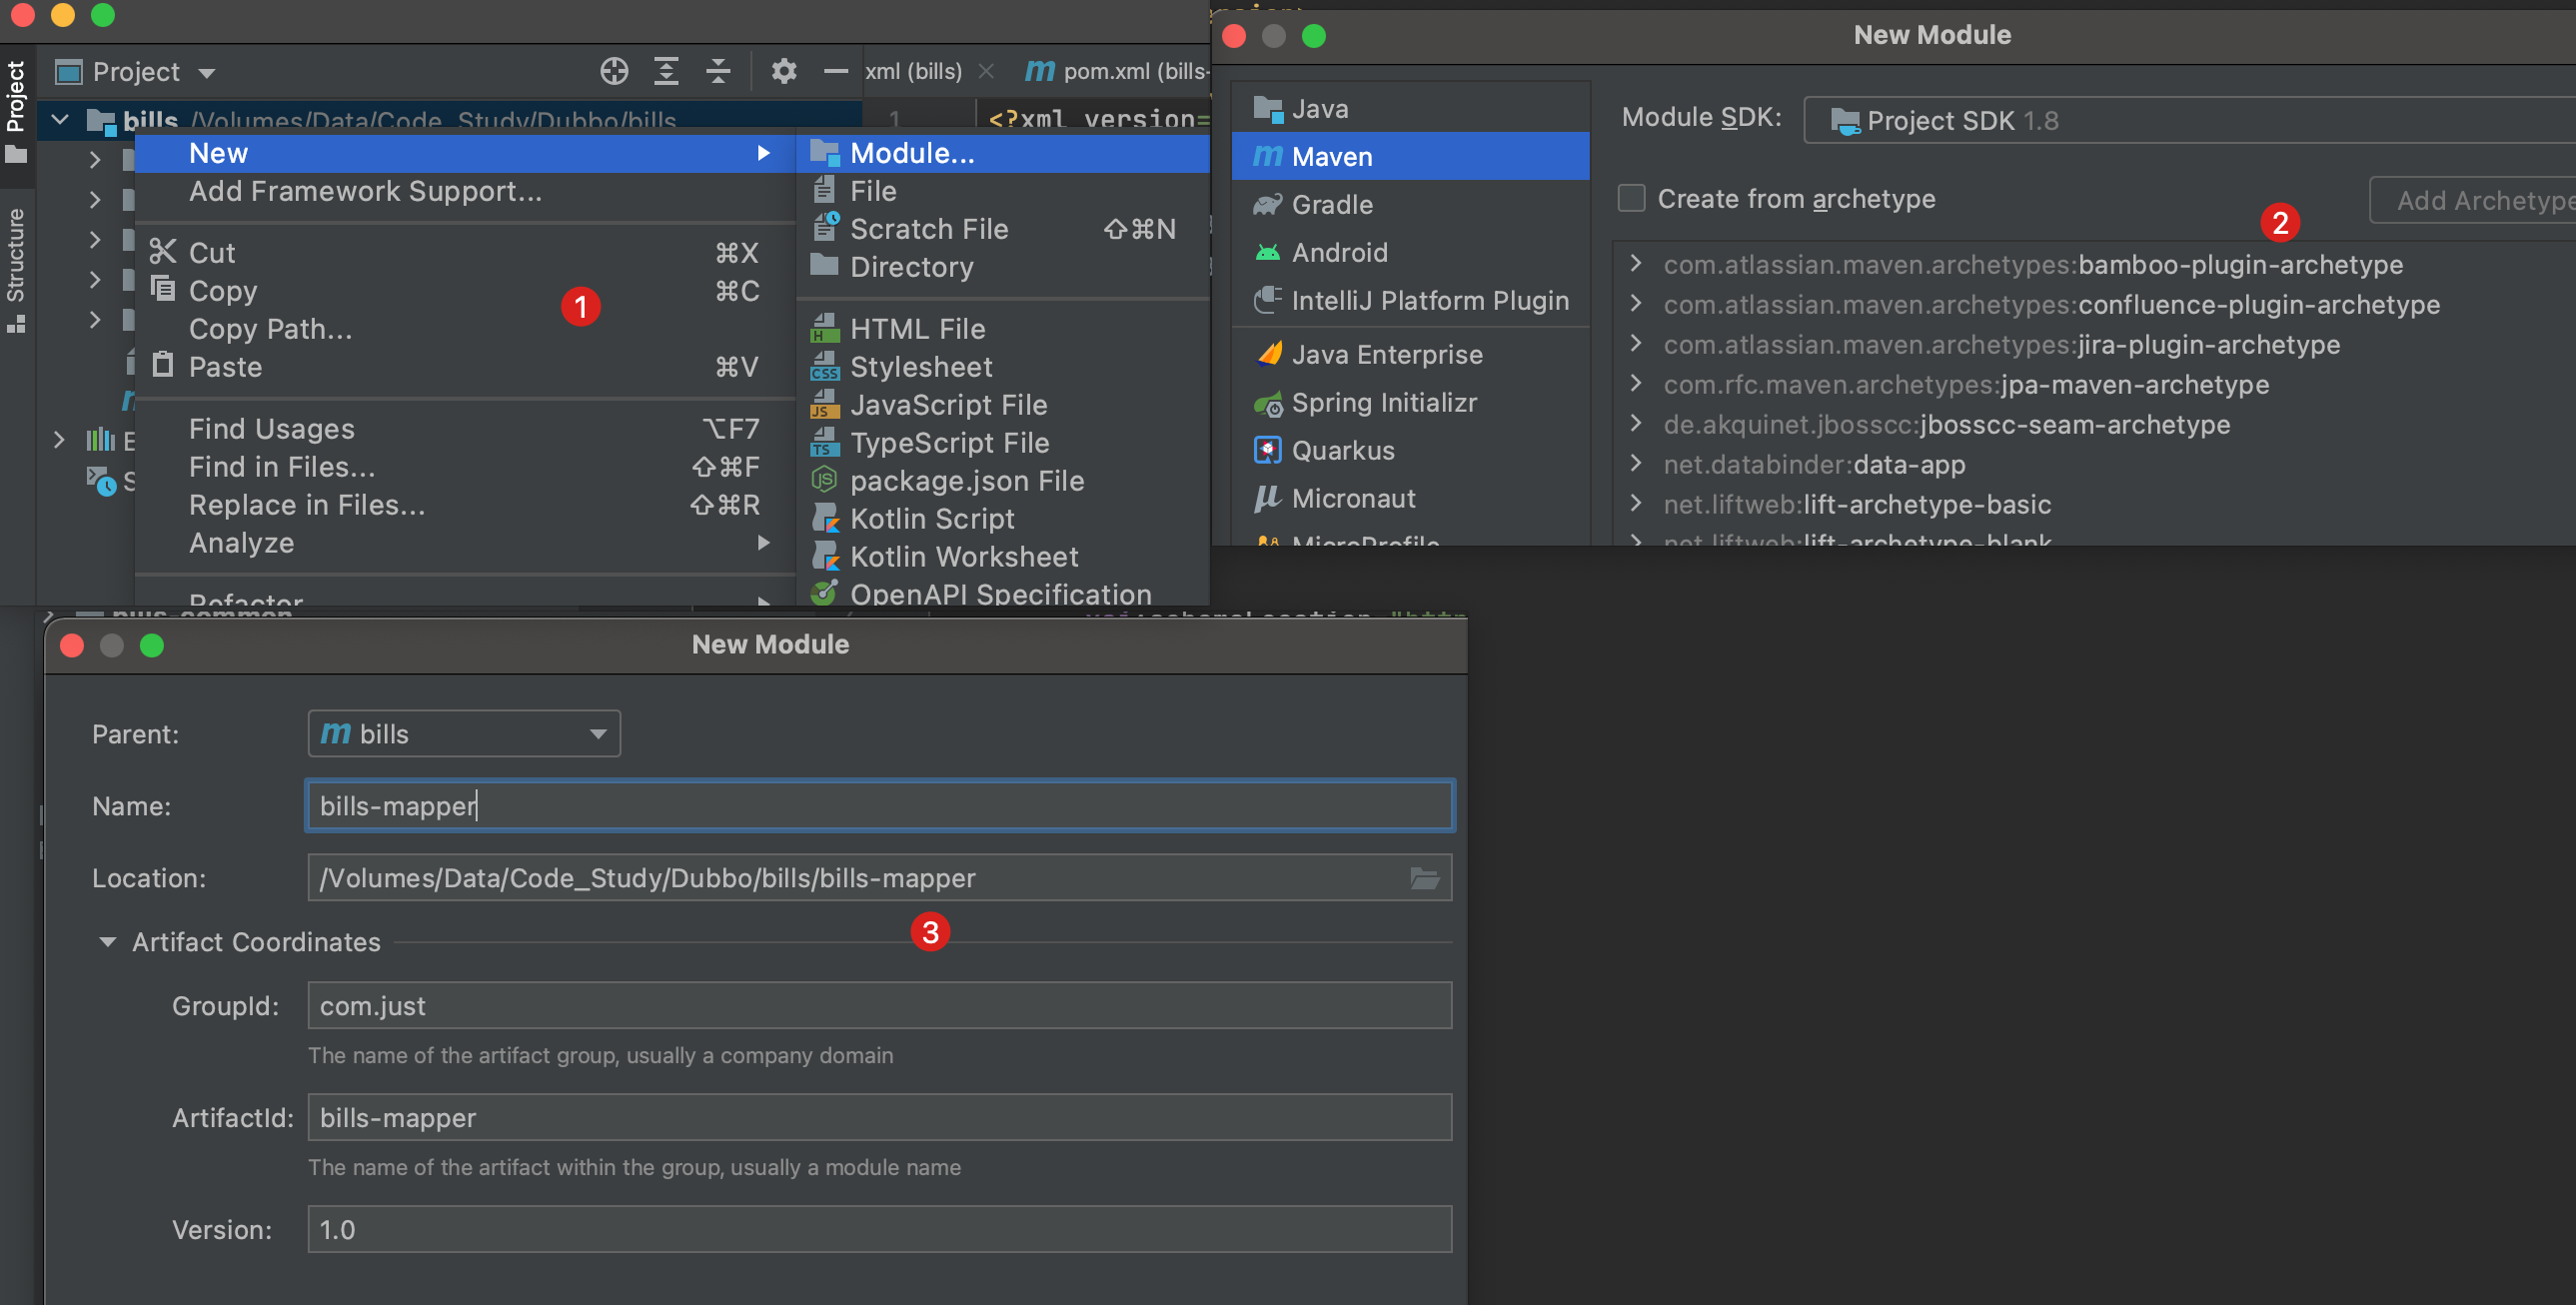 Project
xml (bills)
pom.xml (bills-
Project
Structure
bills /Volumes/Data/Code_Study/Dubbo/bills
1
<?xml version=
New
Add Framework Support...
Cut ⌘X
Copy ⌘C
Copy Path...
Paste ⌘V
Find Usages ⌥F7
Find in Files... ⇧⌘F
Replace in Files... ⇧⌘R
Analyze
Refactor
1
Module...
File
Scratch File ⇧⌘N
Directory
HTML File
Stylesheet
JavaScript File
TypeScript File
package.json File
Kotlin Script
Kotlin Worksheet
OpenAPI Specification
New Module
Java
Maven
Gradle
Android
IntelliJ Platform Plugin
Java Enterprise
Spring Initializr
Quarkus
Micronaut
MicroProfile
Module SDK: Project SDK 1.8
Create from archetype
Add Archetype
2
com.atlassian.maven.archetypes:bamboo-plugin-archetype
com.atlassian.maven.archetypes:confluence-plugin-archetype
com.atlassian.maven.archetypes:jira-plugin-archetype
com.rfc.maven.archetypes:jpa-maven-archetype
de.akquinet.jbosscc:jbosscc-seam-archetype
net.databinder:data-app
net.liftweb:lift-archetype-basic
net.liftweb:lift-archetype-blank
bills-common
New Module
Parent: bills
Name: bills-mapper
Location: /Volumes/Data/Code_Study/Dubbo/bills/bills-mapper
3
Artifact Coordinates
GroupId: com.just
The name of the artifact group, usually a company domain
ArtifactId: bills-mapper
The name of the artifact within the group, usually a module name
Version: 1.0